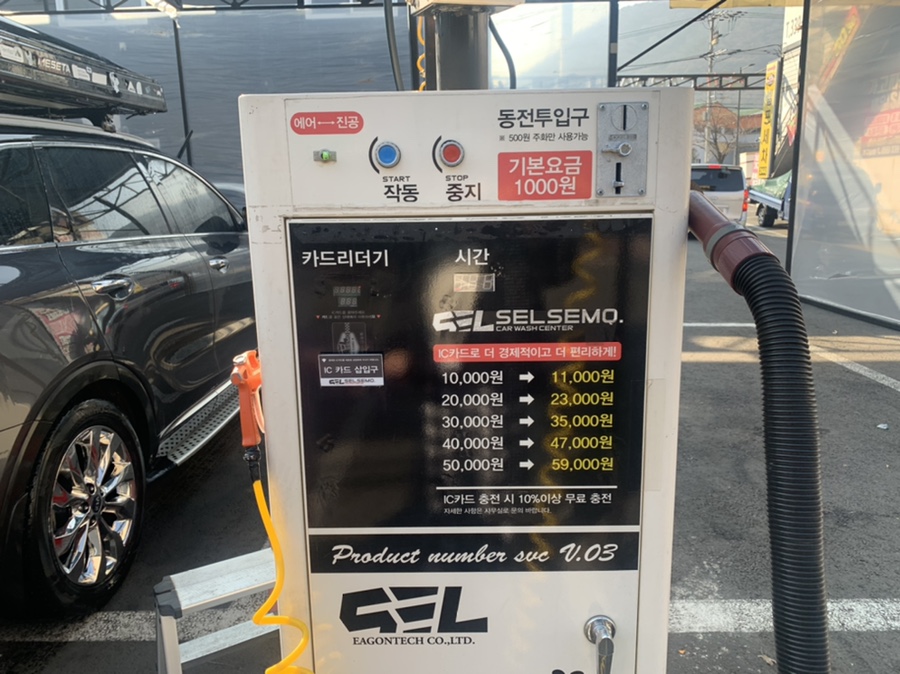 MESETA
에어↔진공
START
작동
STOP
중지
동전투입구
※ 500원 주화만 사용가능
기본요금
1000원
카드리더기
시간
SEL SELSEMO.
CAR WASH CENTER
IC카드로 더 경제적이고 더 편리하게!
IC 카드 삽입구
SEL SELSEMO.
10,000원 ➡ 11,000원
20,000원 ➡ 23,000원
30,000원 ➡ 35,000원
40,000원 ➡ 47,000원
50,000원 ➡ 59,000원
IC카드 충전 시 10%이상 무료 충전
자세한 사항은 사무실로 문의 바랍니다.
Product number svc V.03
SEL
EAGONTECH CO.,LTD.